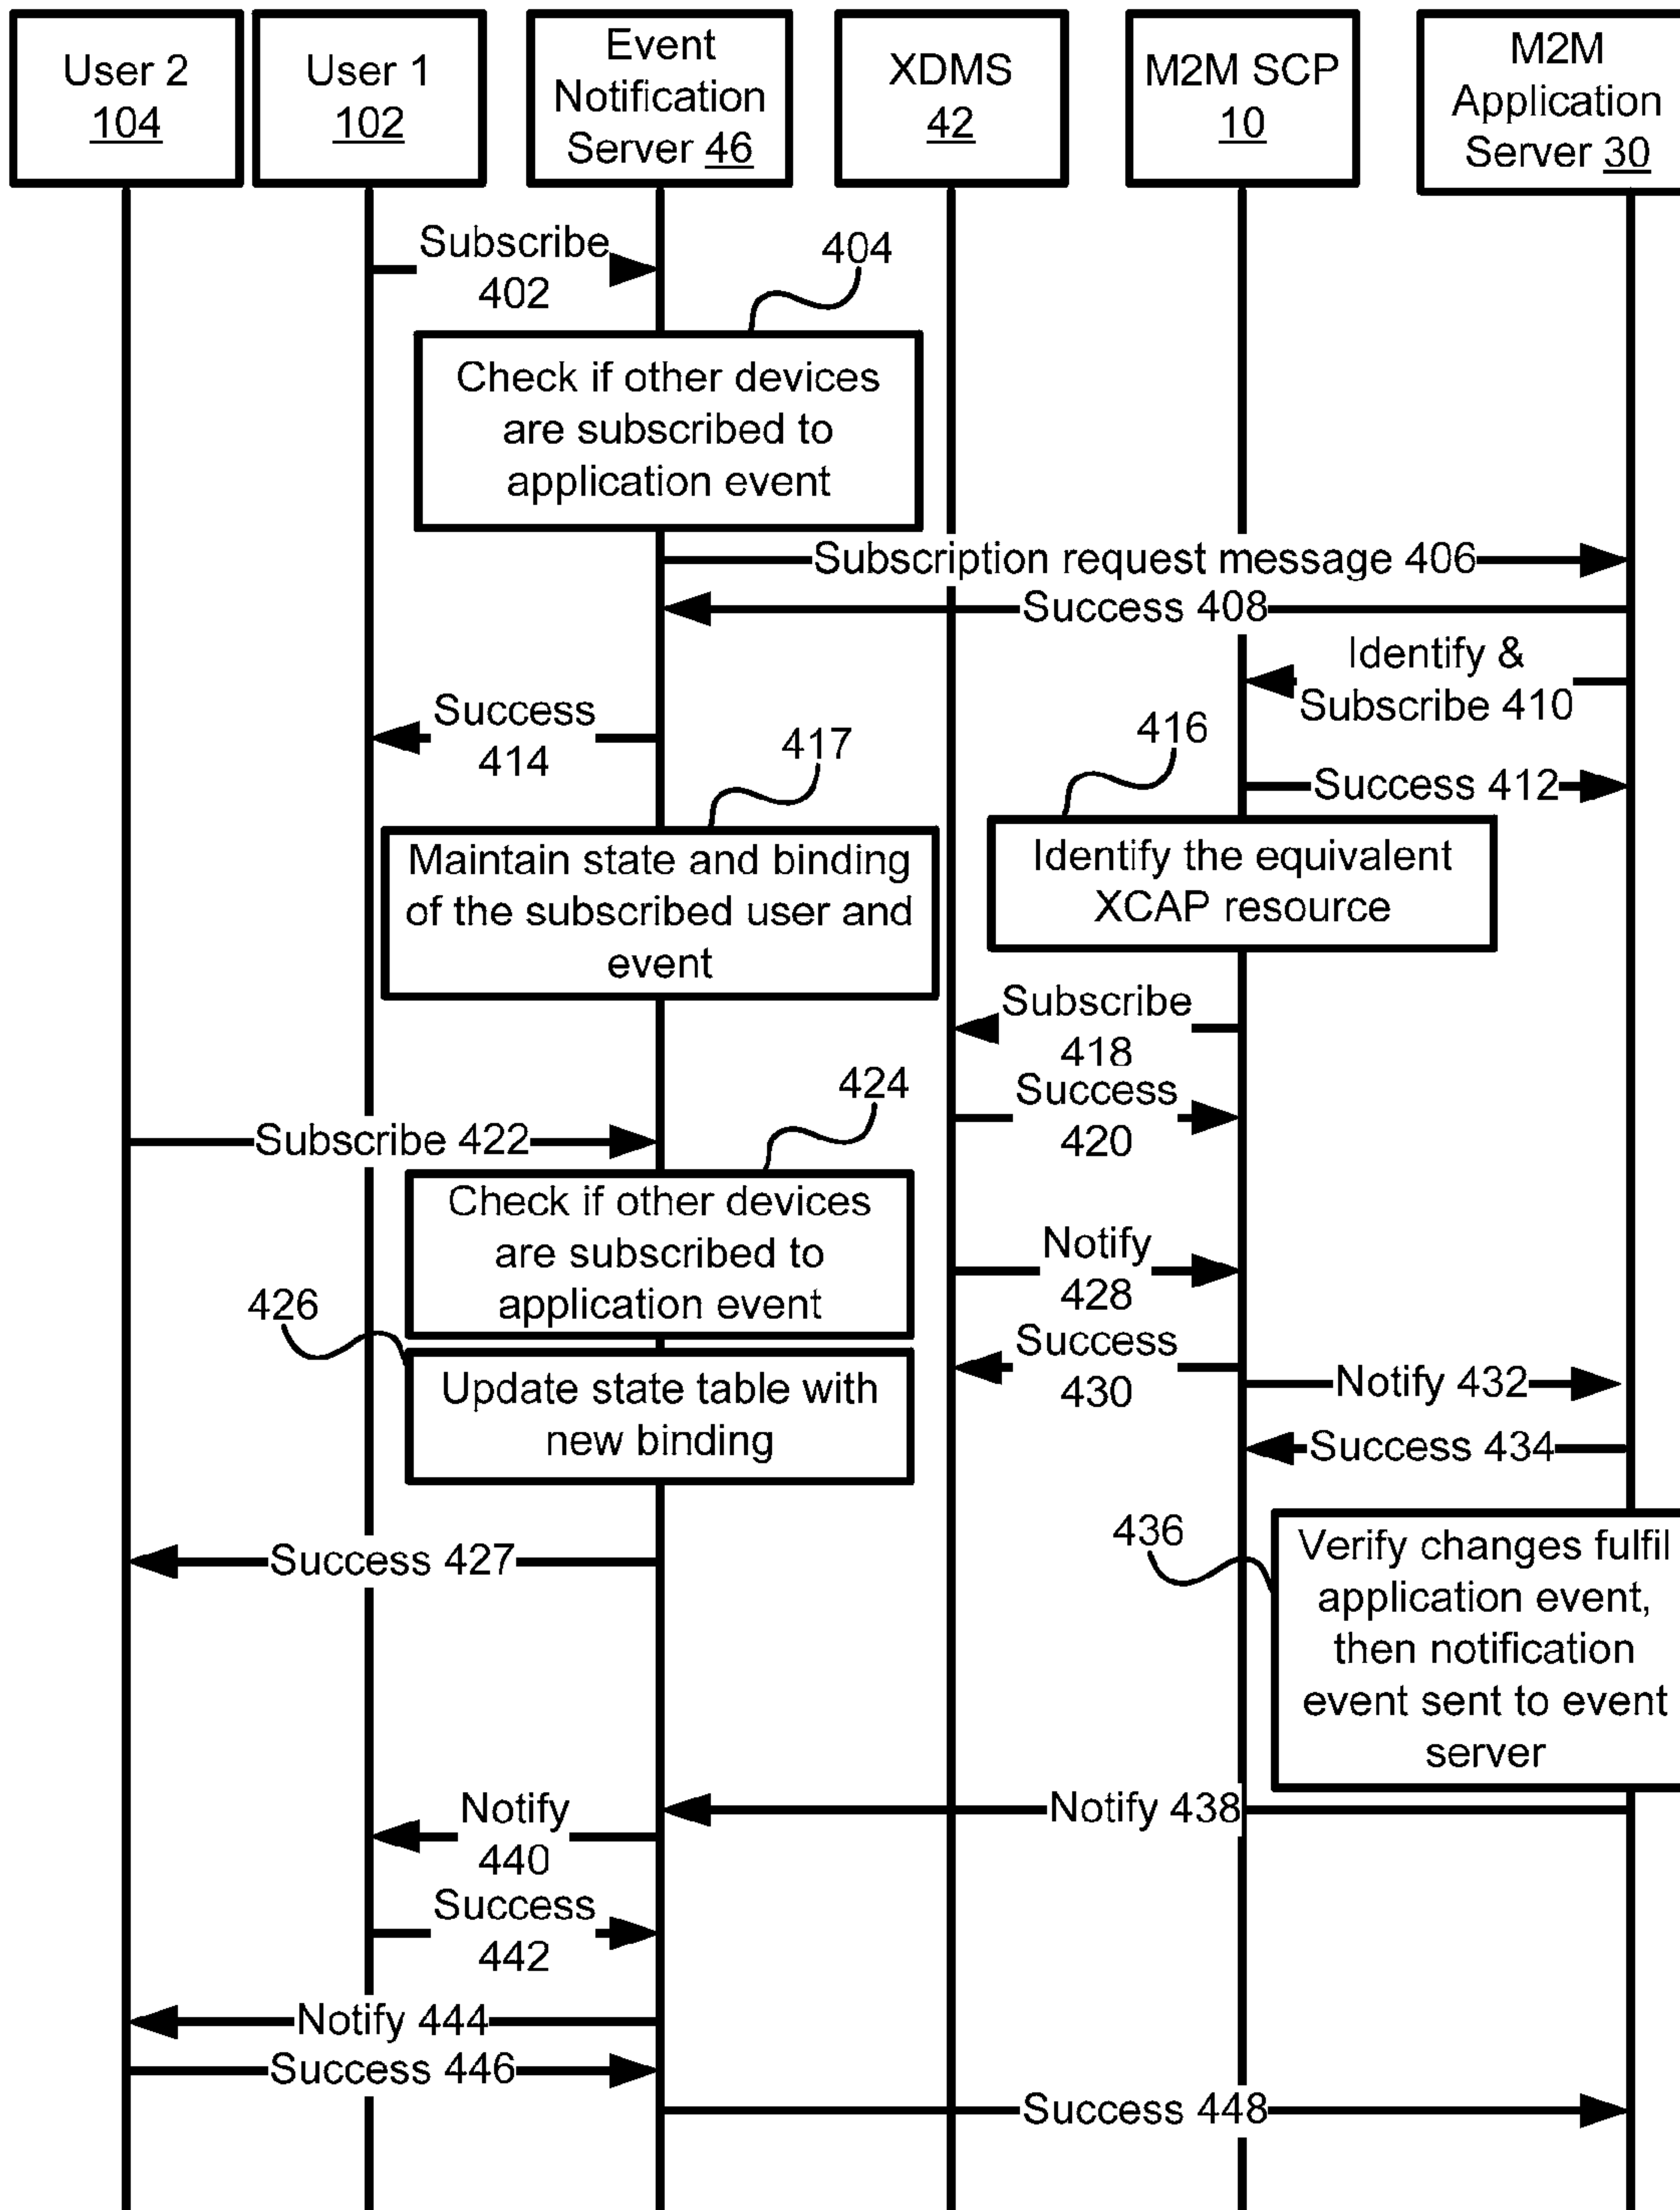 User 2
104
User 1
102
Event
Notification
Server 46
XDMS
42
M2M SCP
10
M2M
Application
Server 30
Subscribe
402
404
Check if other devices
are subscribed to
application event
Subscription request message 406
Success 408
Identify &
Subscribe 410
Success
414
417
416
Success 412
Maintain state and binding
of the subscribed user and
event
Identify the equivalent
XCAP resource
Subscribe
418
Success
420
424
Subscribe 422
Check if other devices
are subscribed to
application event
Notify
428
426
Success
430
Update state table with
new binding
Notify 432
Success 434
Success 427
436
Verify changes fulfil
application event,
then notification
event sent to event
server
Notify 438
Notify
440
Success
442
Notify 444
Success 446
Success 448